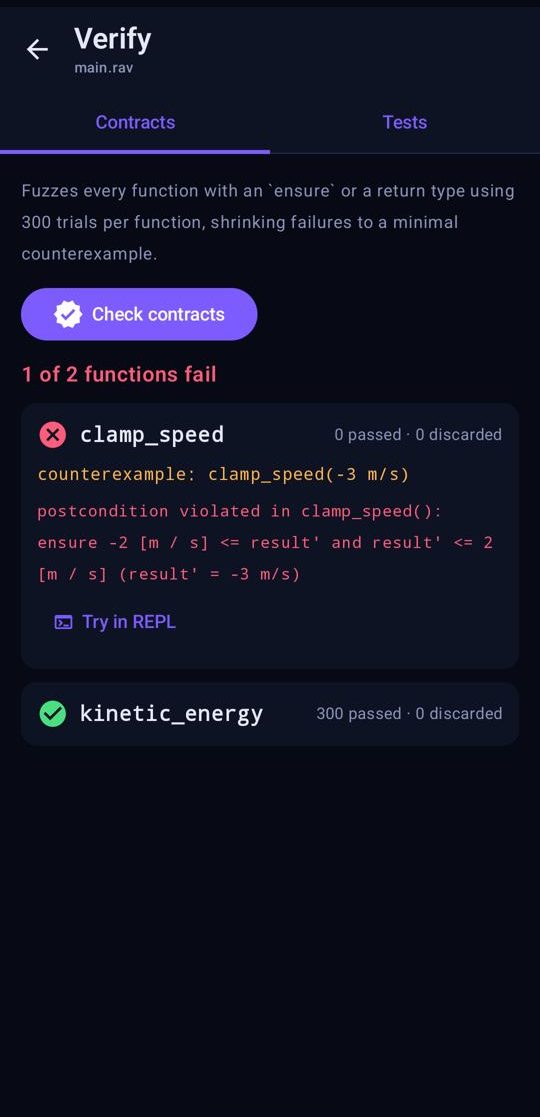 Verify
main.rav
Contracts
Tests
Fuzzes every function with an `ensure` or a return type using
300 trials per function, shrinking failures to a minimal
counterexample.
Check contracts
1 of 2 functions fail
clamp_speed
0 passed · 0 discarded
counterexample: clamp_speed(-3 m/s)
postcondition violated in clamp_speed():
ensure -2 [m / s] <= result' and result' <= 2
[m / s] (result' = -3 m/s)
Try in REPL
kinetic_energy
300 passed · 0 discarded